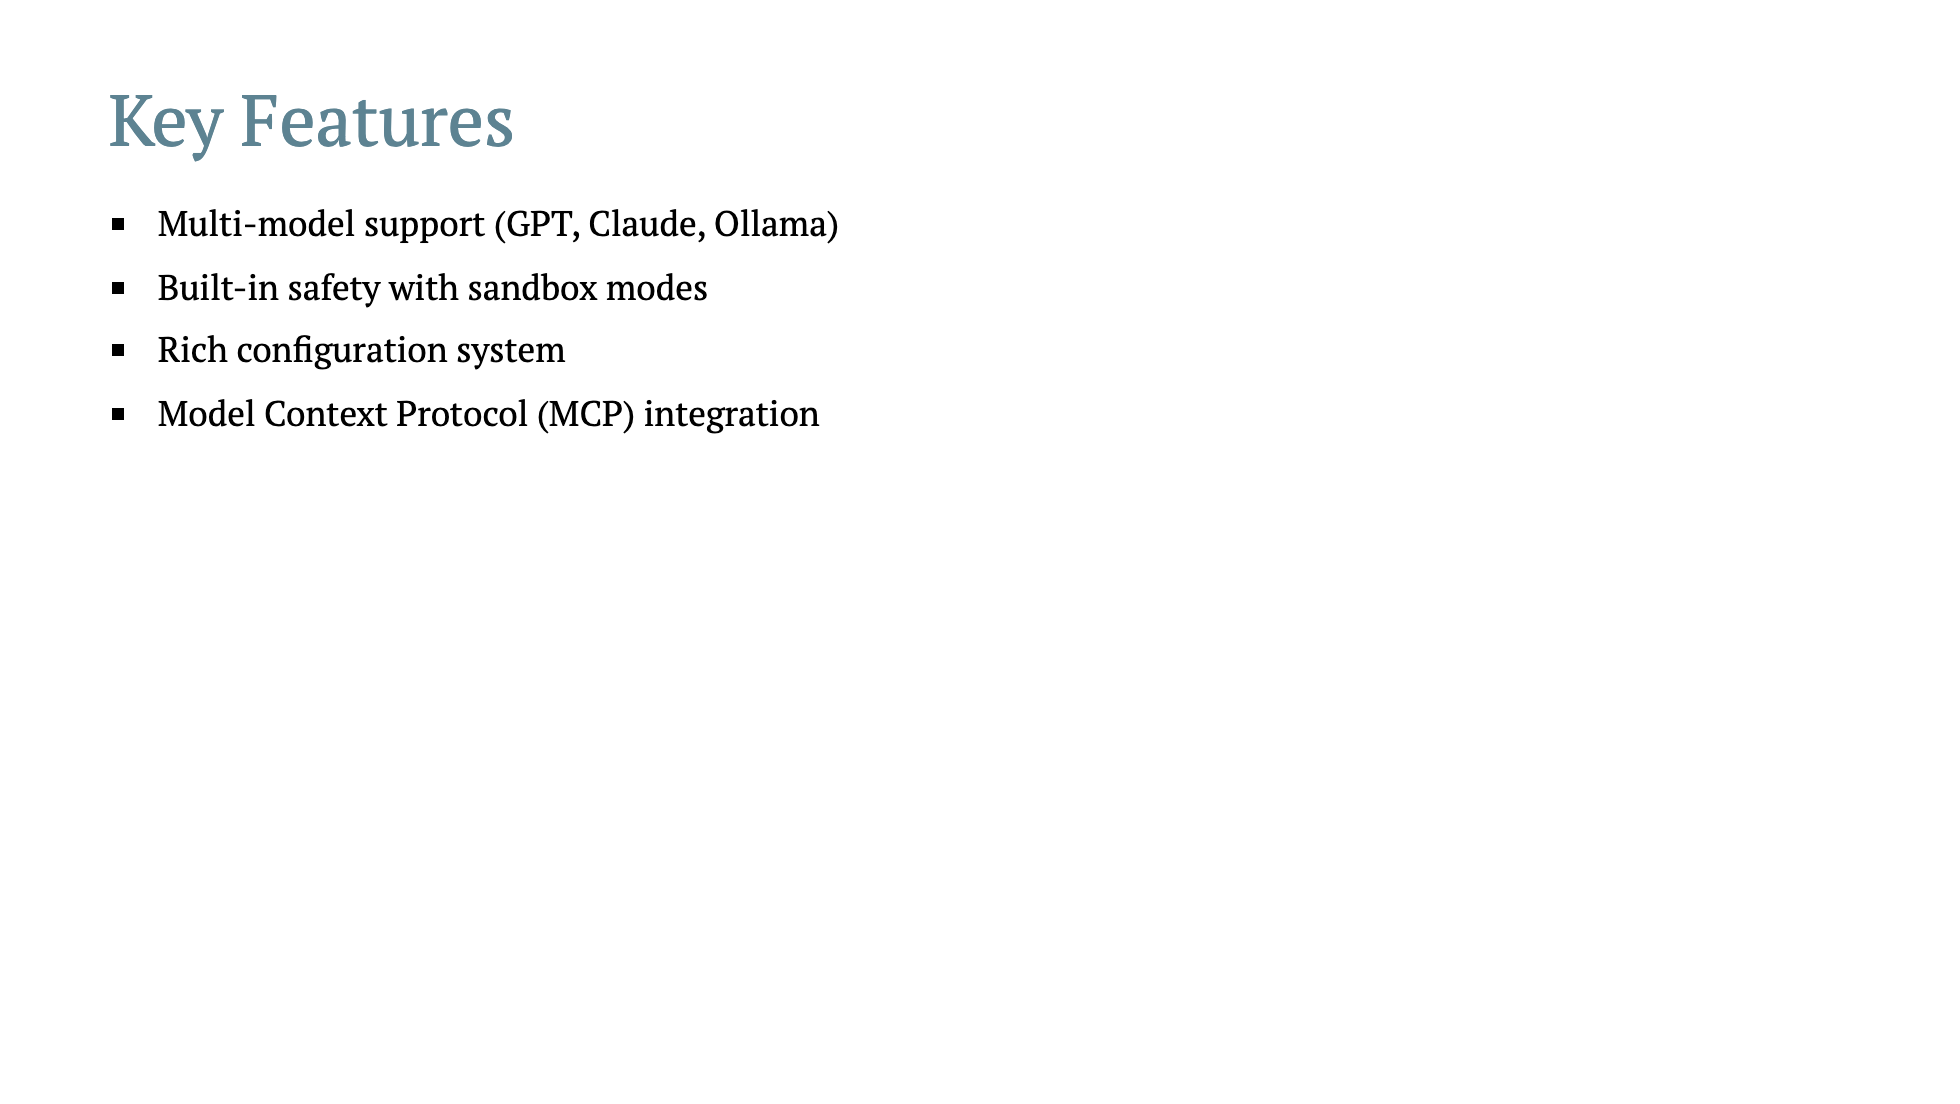 Key Features
▪ Multi-model support (GPT, Claude, Ollama)
▪ Built-in safety with sandbox modes
▪ Rich configuration system
▪ Model Context Protocol (MCP) integration